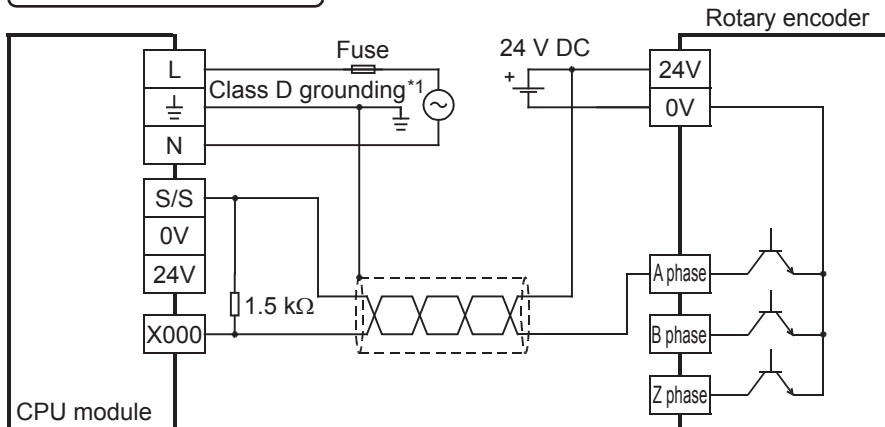 Rotary encoder
Fuse
24 V DC
L
24V
Class D grounding*1
+
0V
N
S/S
0V
24V
A phase
1.5 kΩ
X000
B phase
Z phase
CPU module